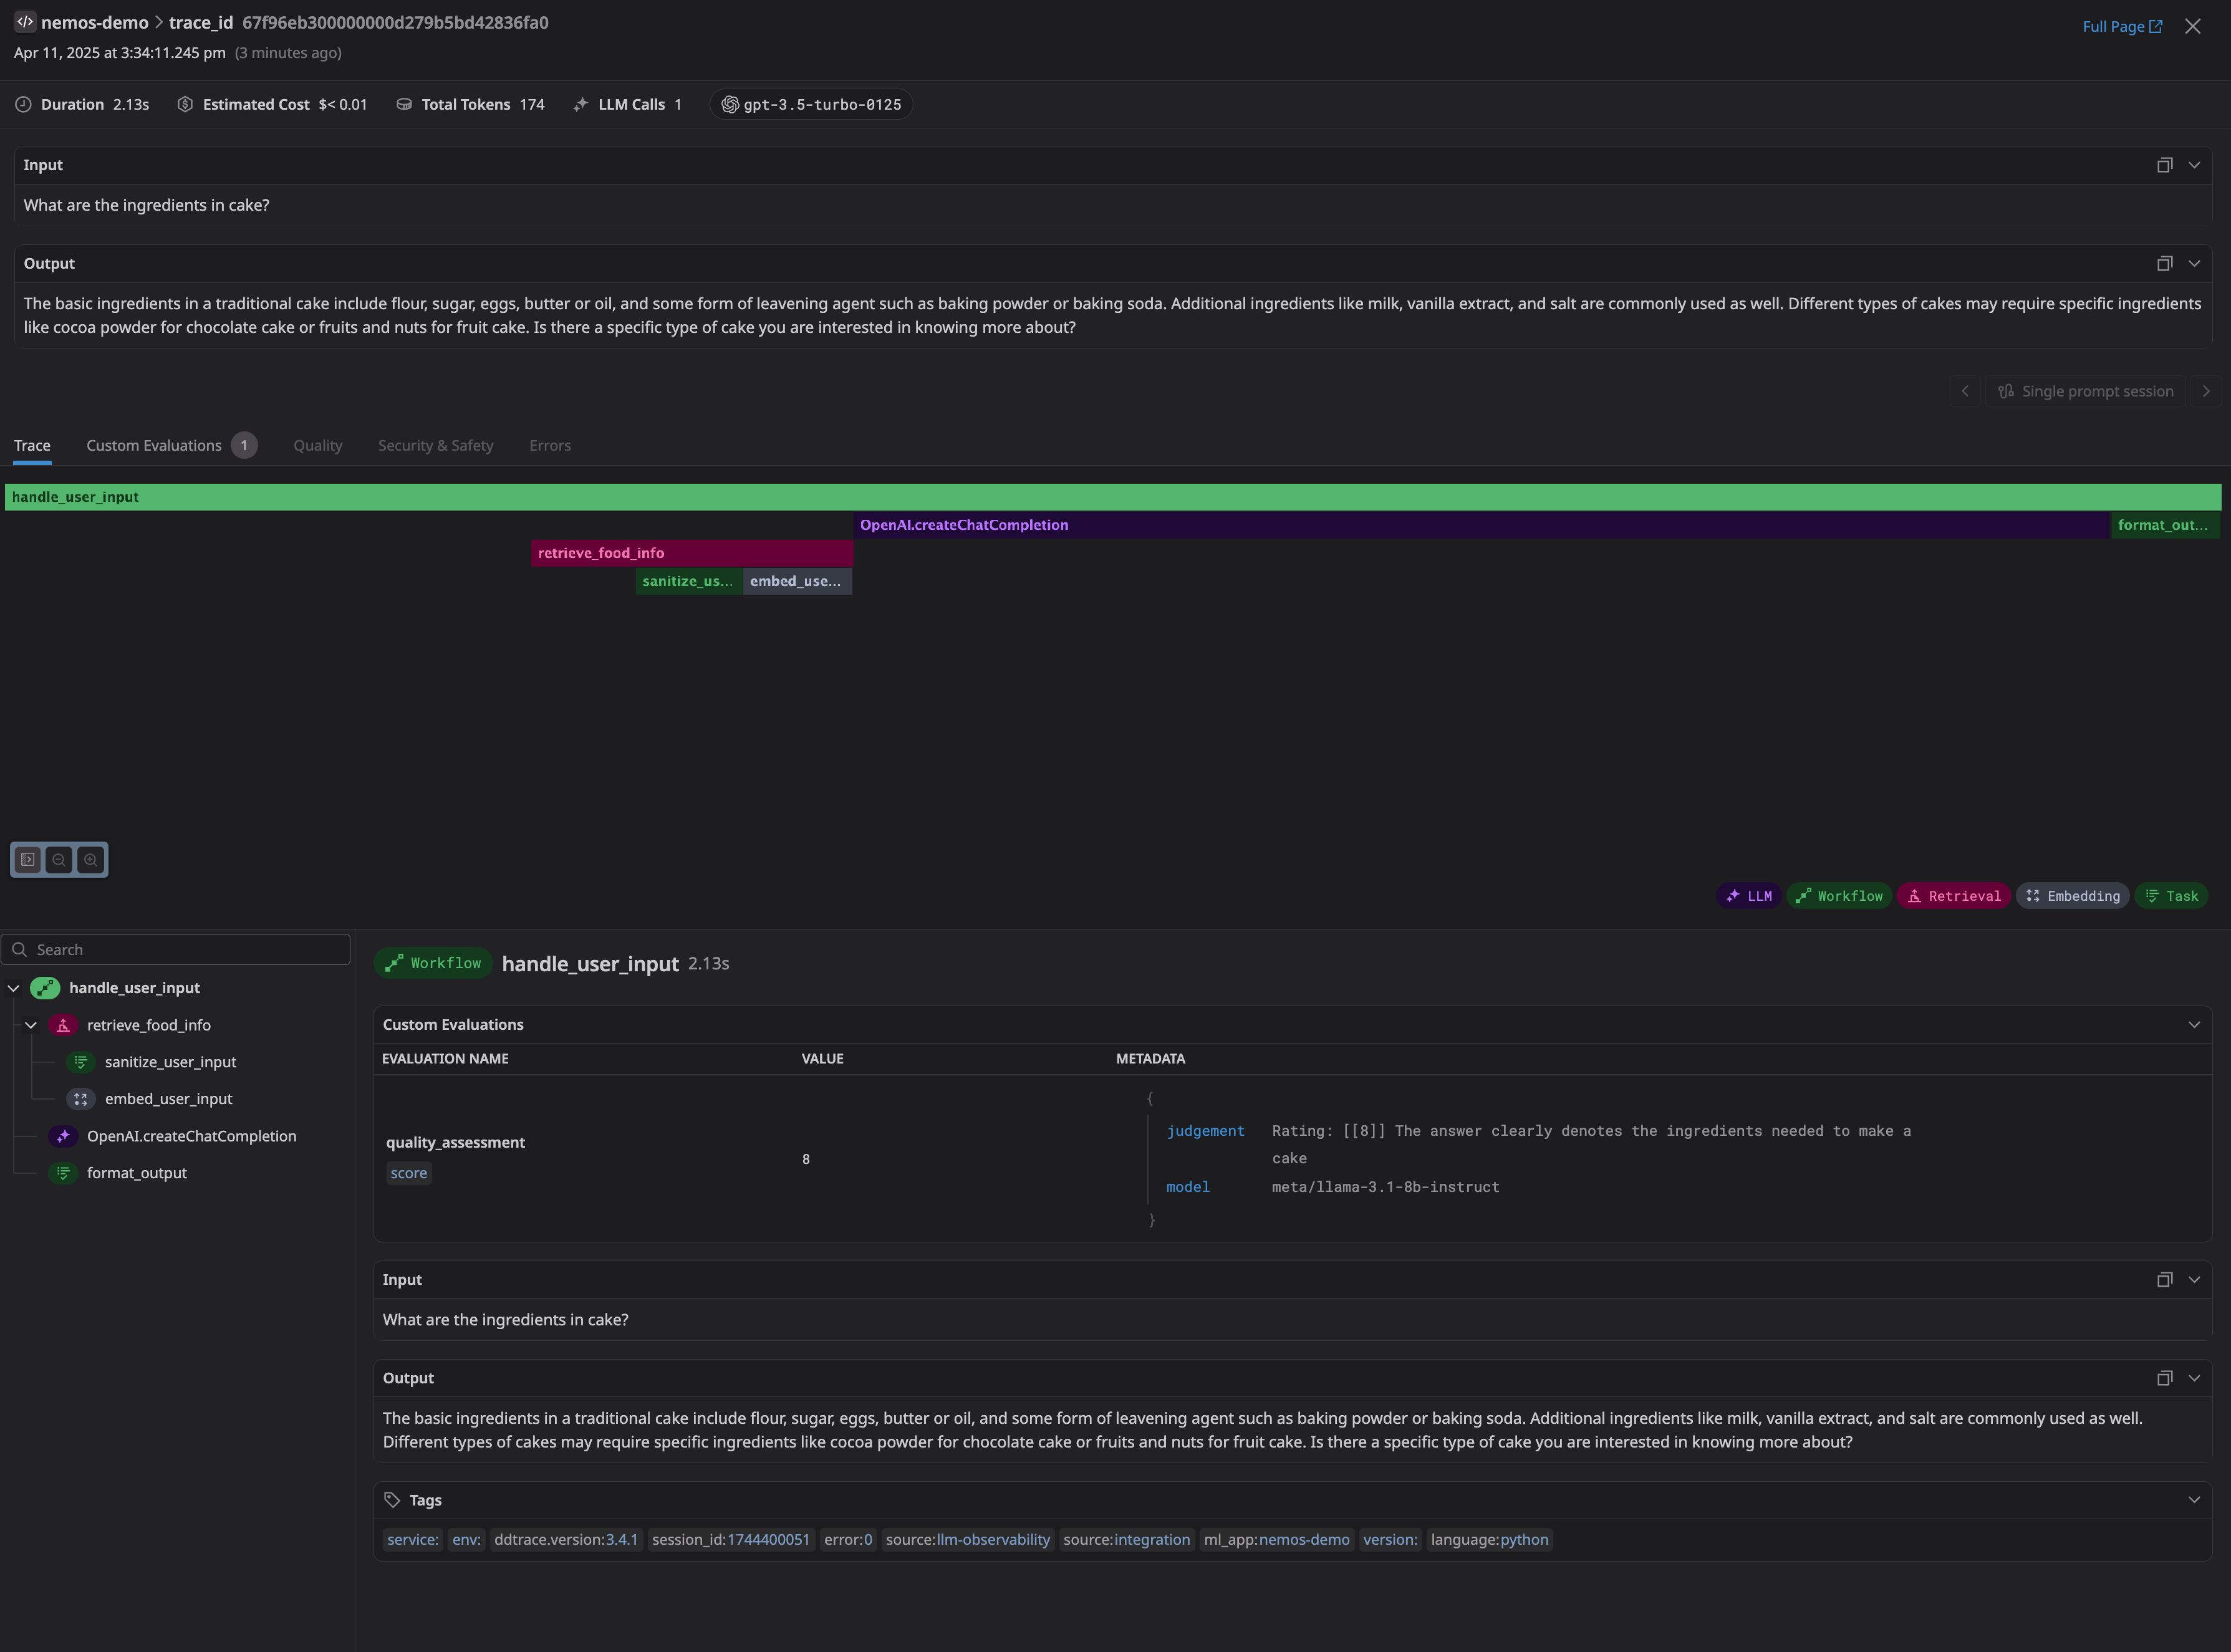 nemos-demo > trace_id 67f96eb300000000d279b5bd42836fa0
Full Page
Apr 11, 2025 at 3:34:11.245 pm (3 minutes ago)
Duration 2.13s Estimated Cost $< 0.01 Total Tokens 174 LLM Calls 1 gpt-3.5-turbo-0125
Input
What are the ingredients in cake?
Output
The basic ingredients in a traditional cake include flour, sugar, eggs, butter or oil, and some form of leavening agent such as baking powder or baking soda. Additional ingredients like milk, vanilla extract, and salt are commonly used as well. Different types of cakes may require specific ingredients
like cocoa powder for chocolate cake or fruits and nuts for fruit cake. Is there a specific type of cake you are interested in knowing more about?
Single prompt session
Trace Custom Evaluations 1 Quality Security & Safety Errors
handle_user_input
OpenAI.createChatCompletion format_out...
retrieve_food_info
sanitize_us... embed_use...
LLM Workflow Retrieval Embedding Task
Search
handle_user_input
retrieve_food_info
sanitize_user_input
embed_user_input
OpenAI.createChatCompletion
format_output
Workflow handle_user_input 2.13s
Custom Evaluations
EVALUATION NAME VALUE METADATA
{
judgement Rating: [[8]] The answer clearly denotes the ingredients needed to make a
cake
quality_assessment
score
8
model meta/llama-3.1-8b-instruct
}
Input
What are the ingredients in cake?
Output
The basic ingredients in a traditional cake include flour, sugar, eggs, butter or oil, and some form of leavening agent such as baking powder or baking soda. Additional ingredients like milk, vanilla extract, and salt are commonly used as well.
Different types of cakes may require specific ingredients like cocoa powder for chocolate cake or fruits and nuts for fruit cake. Is there a specific type of cake you are interested in knowing more about?
Tags
service: env: ddtrace.version:3.4.1 session_id:1744400051 error:0 source:llm-observability source:integration ml_app:nemos-demo version: language:python